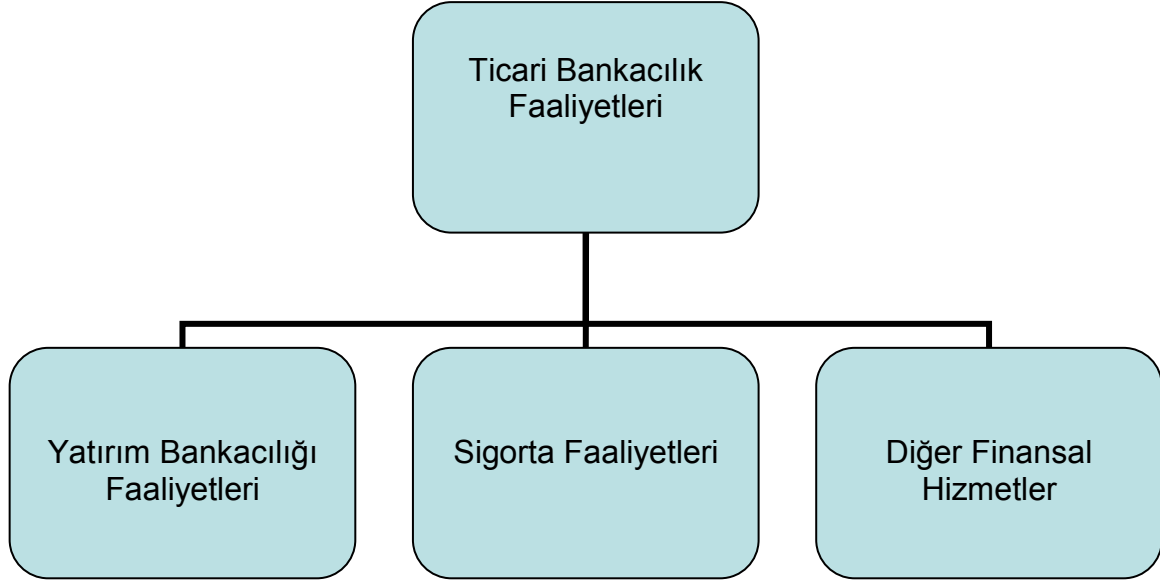 Ticari Bankacılık
Faaliyetleri
Yatırım Bankacılığı
Faaliyetleri
Sigorta Faaliyetleri
Diğer Finansal
Hizmetler